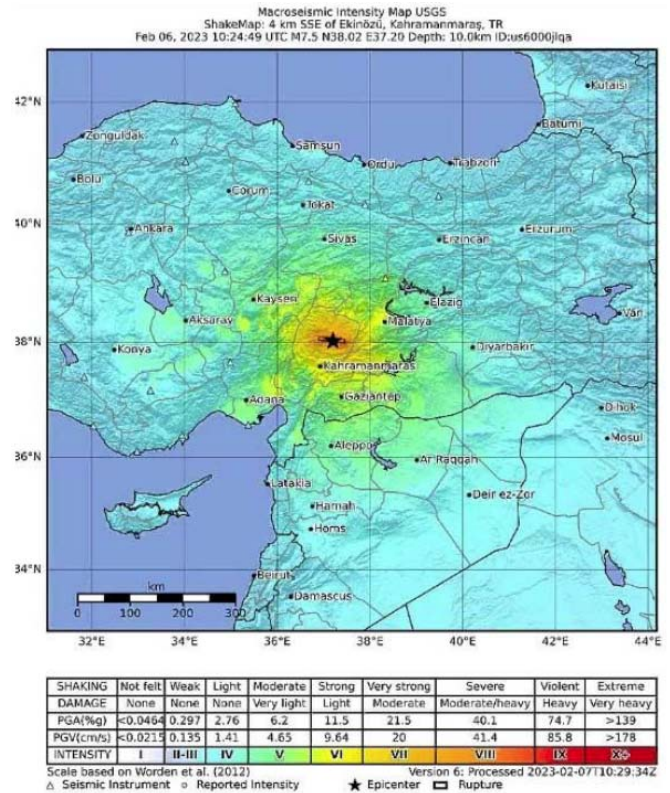 Macroseismic Intensity Map USGS
ShakeMap: 4 km SSE of Ekinözü, Kahramanmaraş, TR
Feb 06, 2023 10:24:49 UTC M7.5 N38.02 E37.20 Depth: 10.0km ID:us6000jlqa
42°N
Kutaisi
Zonguldak
Batumi
Samsun
Ordu
Trabzon
Bolu
Corum
Tokat
40°N
Ankara
Sivas
Erzincan
Erzurum
Kayseri
Elazig
Van
Aksaray
Malatya
38°N
Konya
Diyarbakir
Kahramanmaras
Adana
Gaziantep
Dihok
36°N
Aleppo
Mosul
Ar Raqqah
Latakia
Deir ez-Zor
Hamah
Homs
34°N
Beirut
km
Damascus
0 100 200 300
32°E 34°E 36°E 38°E 40°E 42°E 44°E
SHAKING Not felt Weak Light Moderate Strong Very strong Severe Violent Extreme
DAMAGE None None None Very light Light Moderate Moderate/heavy Heavy Very heavy
PGA(%g) <0.0464 0.297 2.76 6.2 11.5 21.5 40.1 74.7 >139
PGV(cm/s) <0.0215 0.135 1.41 4.65 9.64 20 41.4 85.8 >178
INTENSITY I II-III IV V VI VII VIII IX X+
Scale based on Worden et al. (2012) Version 6: Processed 2023-02-07T10:29:34Z
Seismic Instrument Reported Intensity Epicenter Rupture